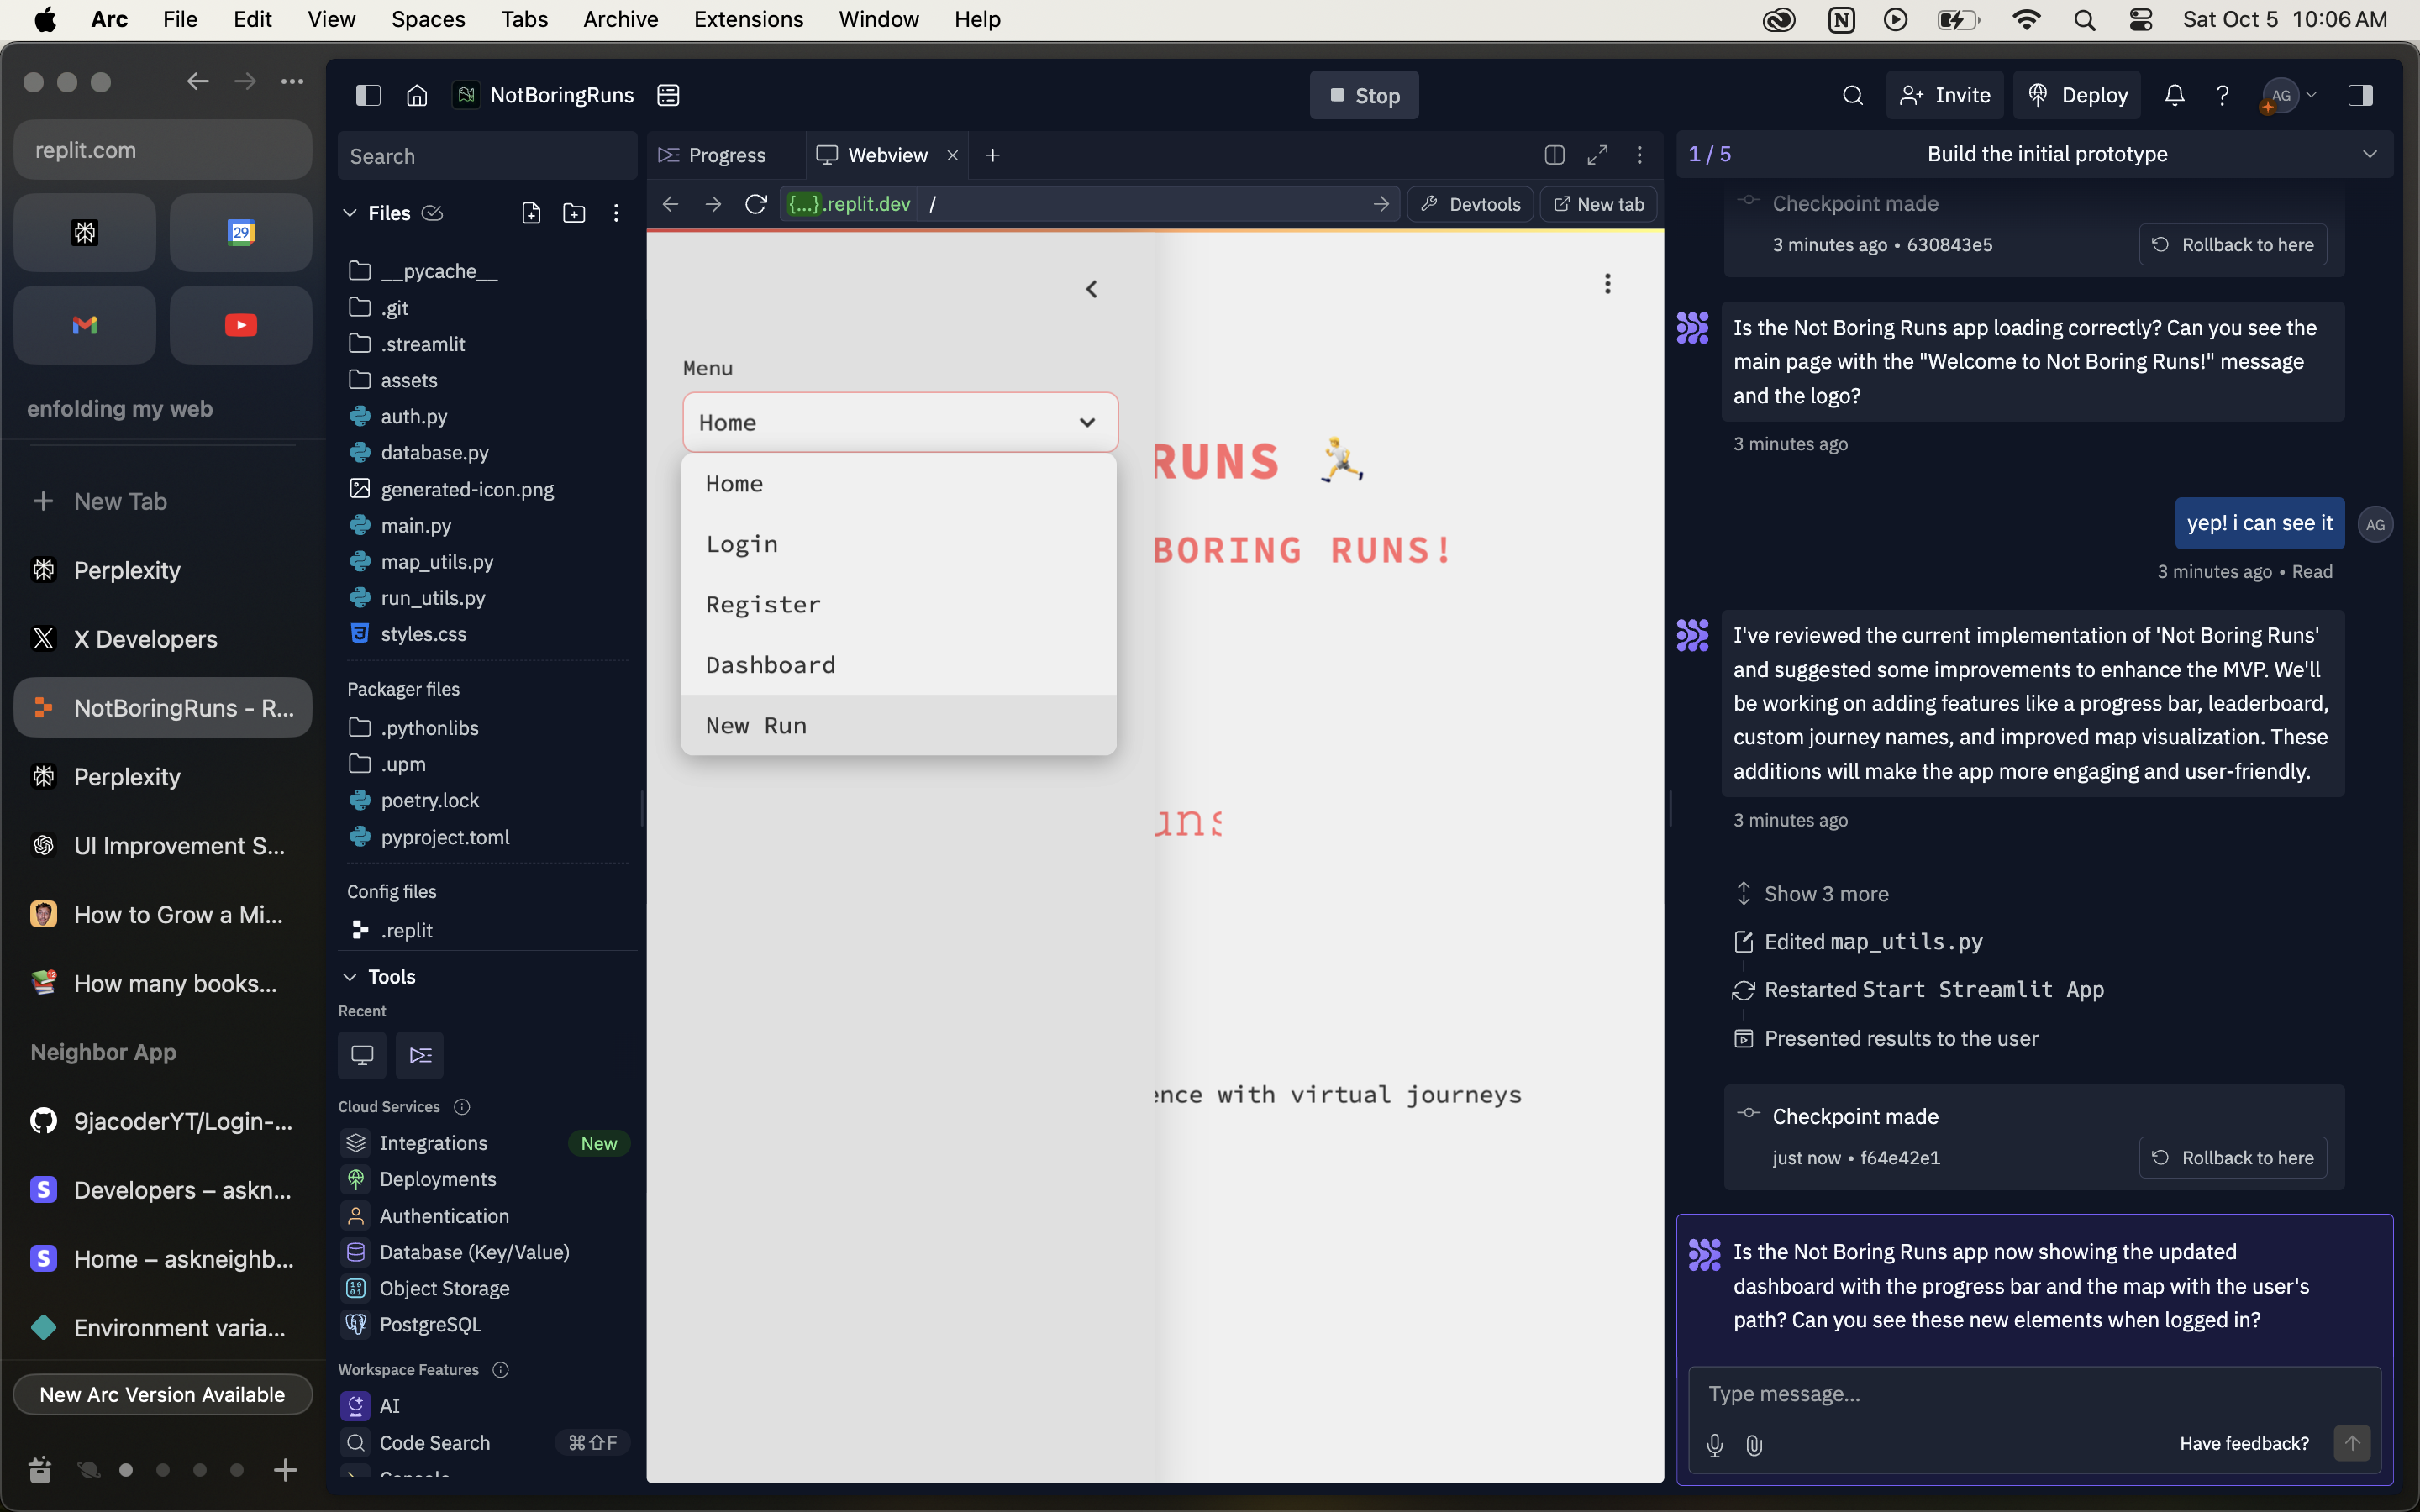 Arc File Edit View Spaces Tabs Archive Extensions Window Help
Sat Oct 5 10:06 AM
replit.com
29
enfolding my web
New Tab
Perplexity
X Developers
NotBoringRuns - R...
Perplexity
UI Improvement S...
How to Grow a Mi...
How many books...
Neighbor App
9jacoderYT/Login-...
Developers – askn...
Home – askneighb...
Environment varia...
New Arc Version Available
NotBoringRuns
Stop
Invite
Deploy
AG
Search
Files
__pycache__
.git
.streamlit
assets
auth.py
database.py
generated-icon.png
main.py
map_utils.py
run_utils.py
styles.css
Packager files
.pythonlibs
.upm
poetry.lock
pyproject.toml
Config files
.replit
Tools
Recent
Cloud Services
Integrations New
Deployments
Authentication
Database (Key/Value)
Object Storage
PostgreSQL
Workspace Features
AI
Code Search ⌘⇧F
Progress
Webview
{...}.replit.dev /
Devtools
New tab
Menu
Home
Home
Login
Register
Dashboard
New Run
RUNS 🏃
BORING RUNS!
uns
ence with virtual journeys
1 / 5
Build the initial prototype
Checkpoint made
3 minutes ago • 630843e5
Rollback to here
Is the Not Boring Runs app loading correctly? Can you see the
main page with the "Welcome to Not Boring Runs!" message
and the logo?
3 minutes ago
yep! i can see it
AG
3 minutes ago • Read
I've reviewed the current implementation of 'Not Boring Runs'
and suggested some improvements to enhance the MVP. We'll
be working on adding features like a progress bar, leaderboard,
custom journey names, and improved map visualization. These
additions will make the app more engaging and user-friendly.
3 minutes ago
Show 3 more
Edited map_utils.py
Restarted Start Streamlit App
Presented results to the user
Checkpoint made
just now • f64e42e1
Rollback to here
Is the Not Boring Runs app now showing the updated
dashboard with the progress bar and the map with the user's
path? Can you see these new elements when logged in?
Type message...
Have feedback?